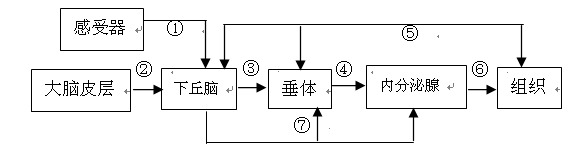 感受器
①
⑤
大脑皮层
②
下丘脑
③
垂体
④
内分泌腺
⑥
组织
⑦